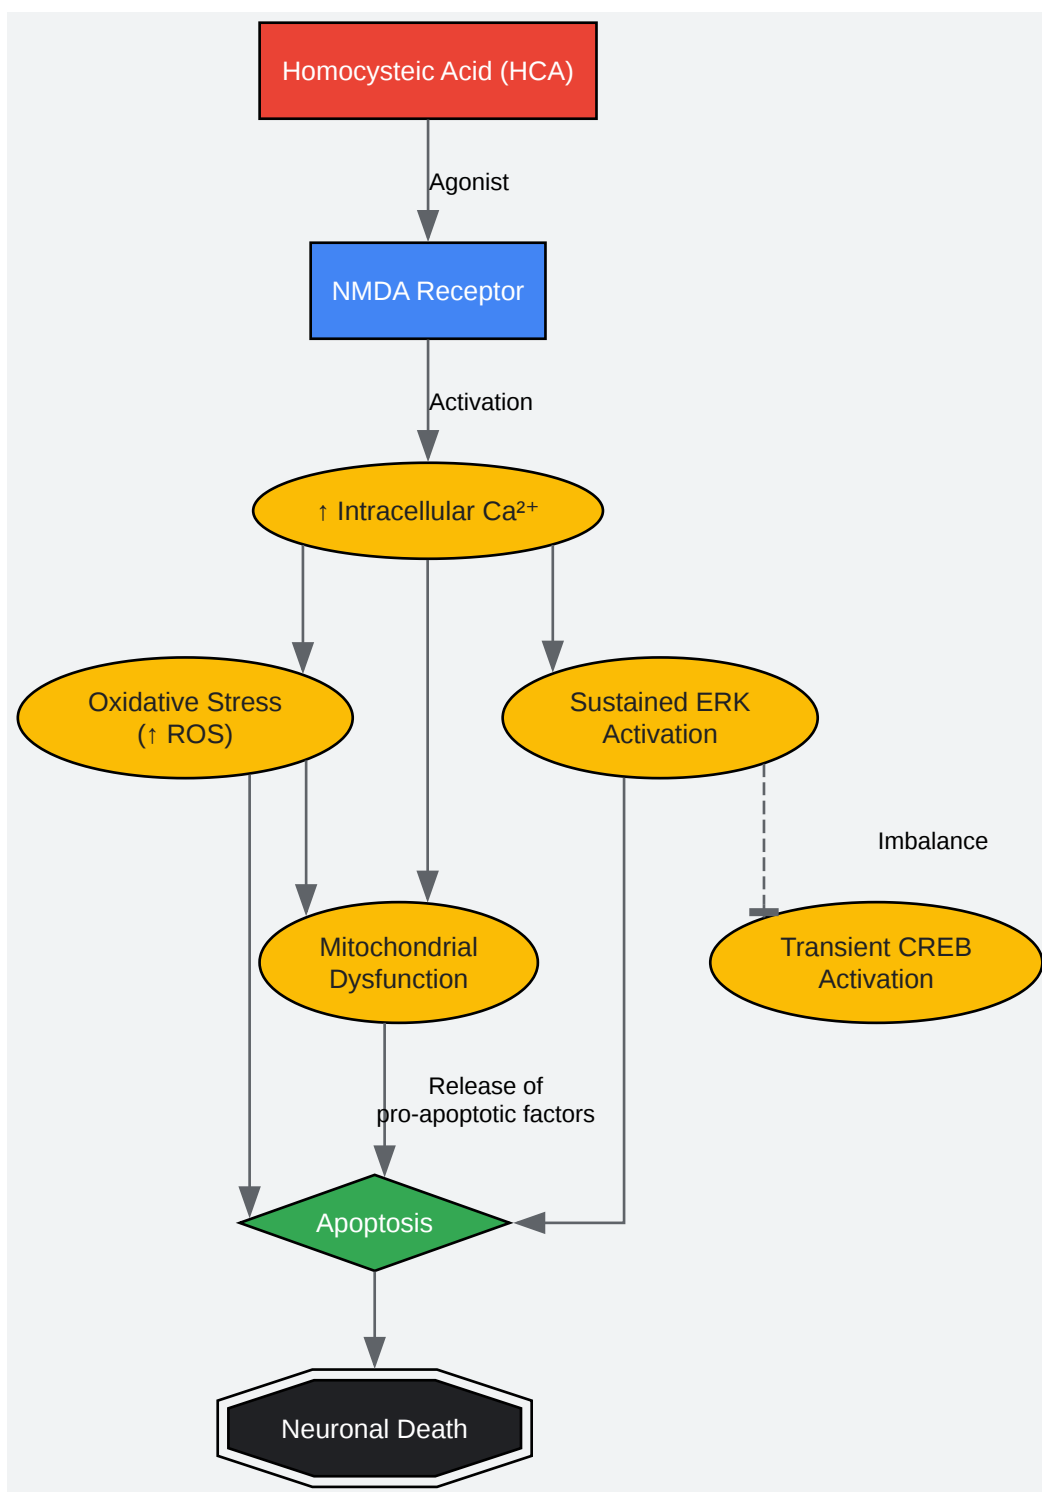 Homocysteic Acid (HCA)
Agonist
NMDA Receptor
Activation
↑ Intracellular Ca²⁺
Oxidative Stress
(↑ ROS)
Sustained ERK
Activation
Imbalance
Mitochondrial
Dysfunction
Transient CREB
Activation
Release of
pro-apoptotic factors
Apoptosis
Neuronal Death